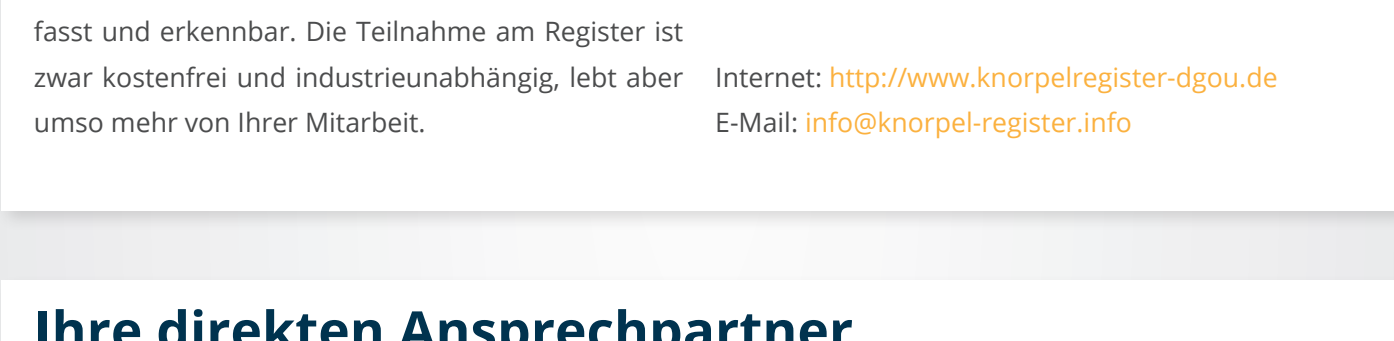 fasst und erkennbar. Die Teilnahme am Register ist
zwar kostenfrei und industrieunabhängig, lebt aber
umso mehr von Ihrer Mitarbeit.
Internet: http://www.knorpelregister-dgou.de
E-Mail: info@knorpel-register.info
Ihre direkten Ansprechpartner